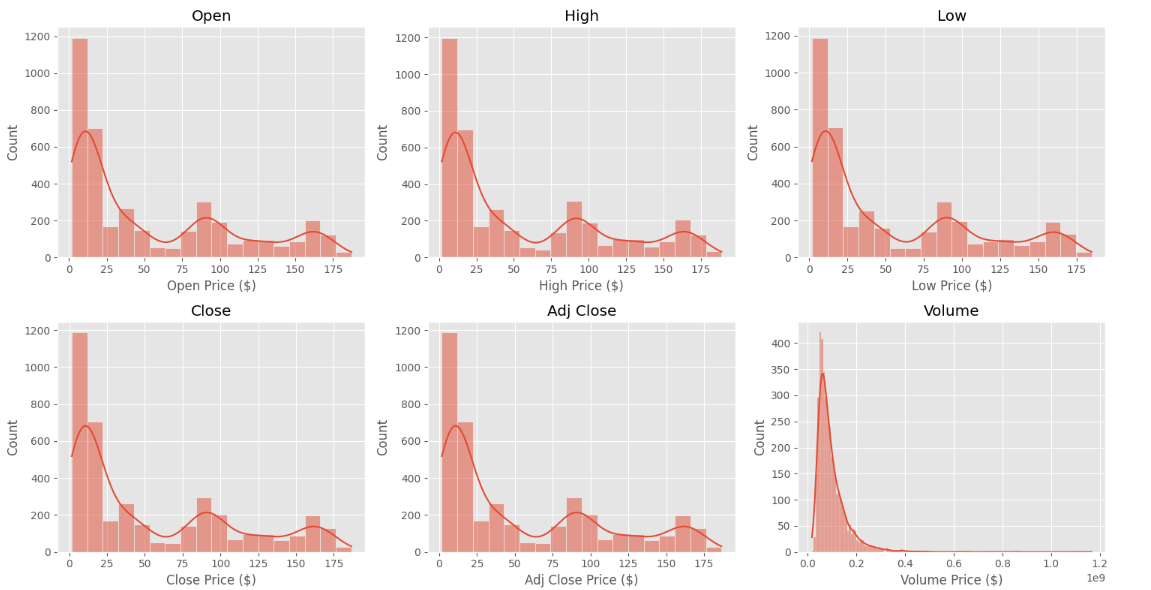 Open
High
Low
1200
1000
800
600
400
200
0
Count
0 25 50 75 100 125 150 175
Open Price ($)
1200
1000
800
600
400
200
0
Count
0 25 50 75 100 125 150 175
High Price ($)
1200
1000
800
600
400
200
0
Count
0 25 50 75 100 125 150 175
Low Price ($)
Close
Adj Close
Volume
1200
1000
800
600
400
200
0
Count
0 25 50 75 100 125 150 175
Close Price ($)
1200
1000
800
600
400
200
0
Count
0 25 50 75 100 125 150 175
Adj Close Price ($)
400
350
300
250
200
150
100
50
0
Count
0.0 0.2 0.4 0.6 0.8 1.0 1.2
1e9
Volume Price ($)